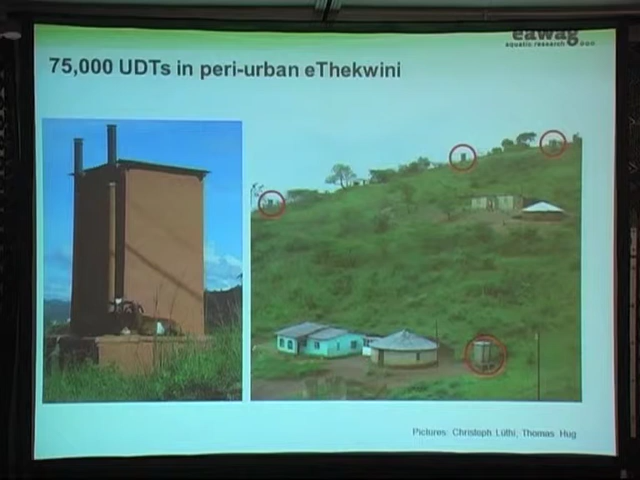 eawag
aquatic research
75,000 UDTs in peri-urban eThekwini
Pictures: Christoph Lüthi, Thomas Hug